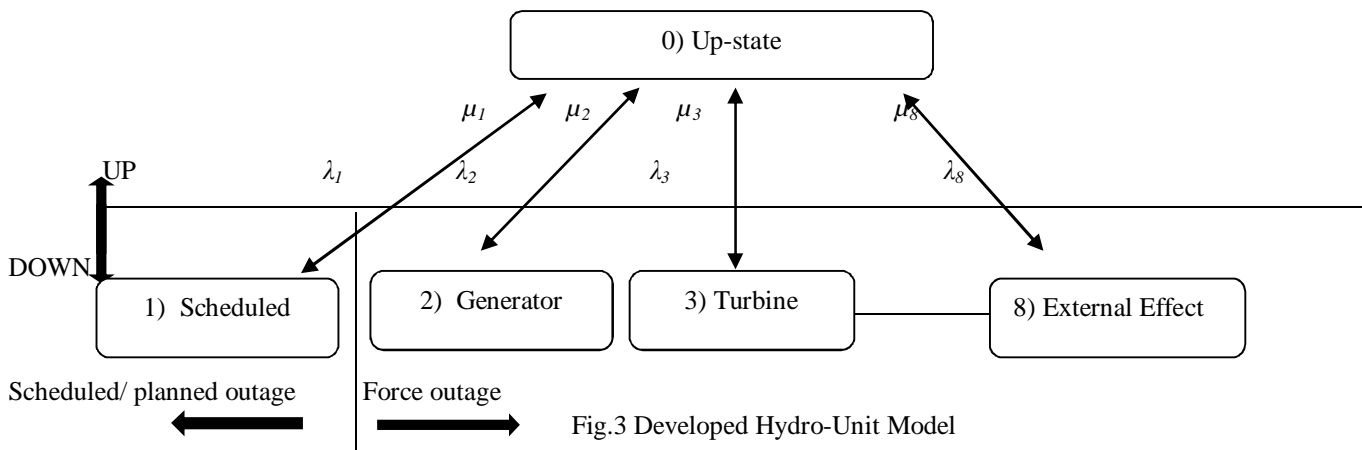 0) Up-state
μ1 μ2 μ3 μ8
UP λ1 λ2 λ3 λ8
DOWN
1) Scheduled 2) Generator 3) Turbine 8) External Effect
Scheduled/ planned outage Force outage
Fig.3 Developed Hydro-Unit Model